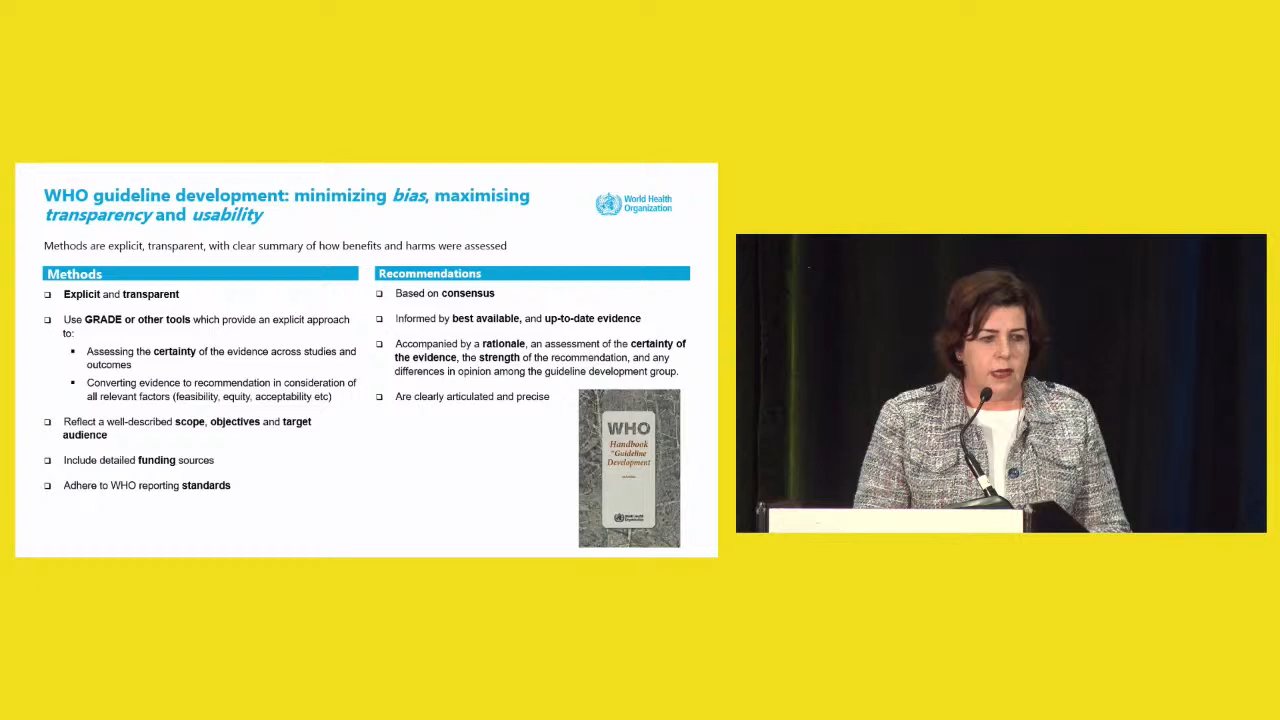 WHO guideline development: minimizing bias, maximising
transparency and usability
World Health
Organization
Methods are explicit, transparent, with clear summary of how benefits and harms were assessed
Methods
❑ Explicit and transparent
❑ Use GRADE or other tools which provide an explicit approach
to:
▪ Assessing the certainty of the evidence across studies and
outcomes
▪ Converting evidence to recommendation in consideration of
all relevant factors (feasibility, equity, acceptability etc)
❑ Reflect a well-described scope, objectives and target
audience
❑ Include detailed funding sources
❑ Adhere to WHO reporting standards
Recommendations
❑ Based on consensus
❑ Informed by best available, and up-to-date evidence
❑ Accompanied by a rationale, an assessment of the certainty of
the evidence, the strength of the recommendation, and any
differences in opinion among the guideline development group.
❑ Are clearly articulated and precise
WHO
Handbook
for Guideline
Development
World Health
Organization